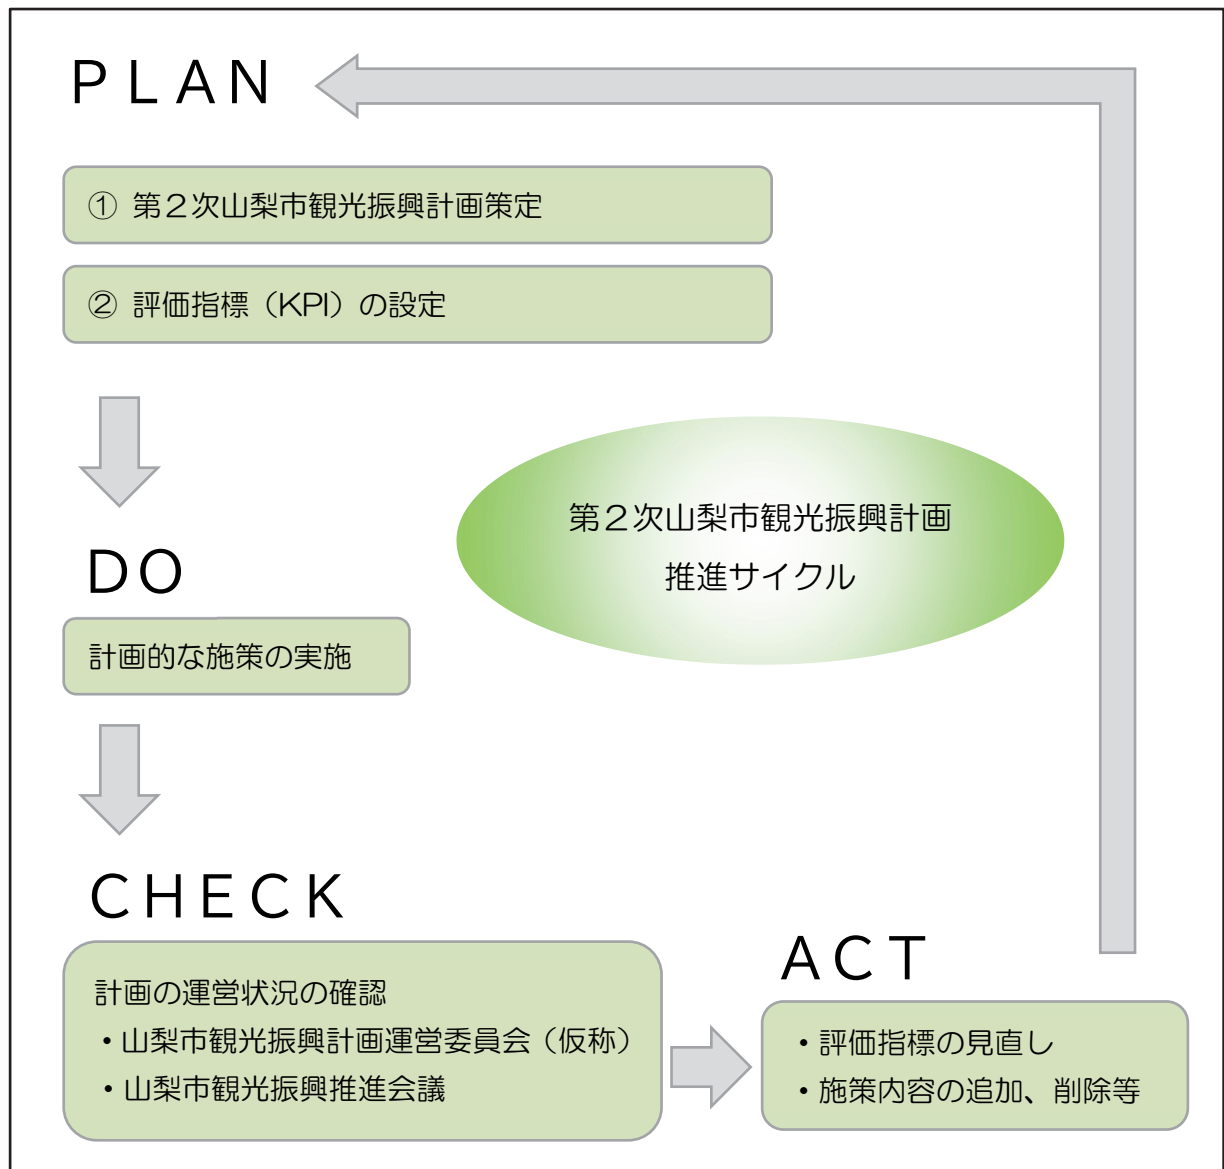 PLAN
① 第２次山梨市観光振興計画策定
② 評価指標（KPI）の設定
第２次山梨市観光振興計画
推進サイクル
DO
計画的な施策の実施
CHECK
計画の運営状況の確認
・山梨市観光振興計画運営委員会（仮称）
・山梨市観光振興推進会議
ACT
・評価指標の見直し
・施策内容の追加、削除等